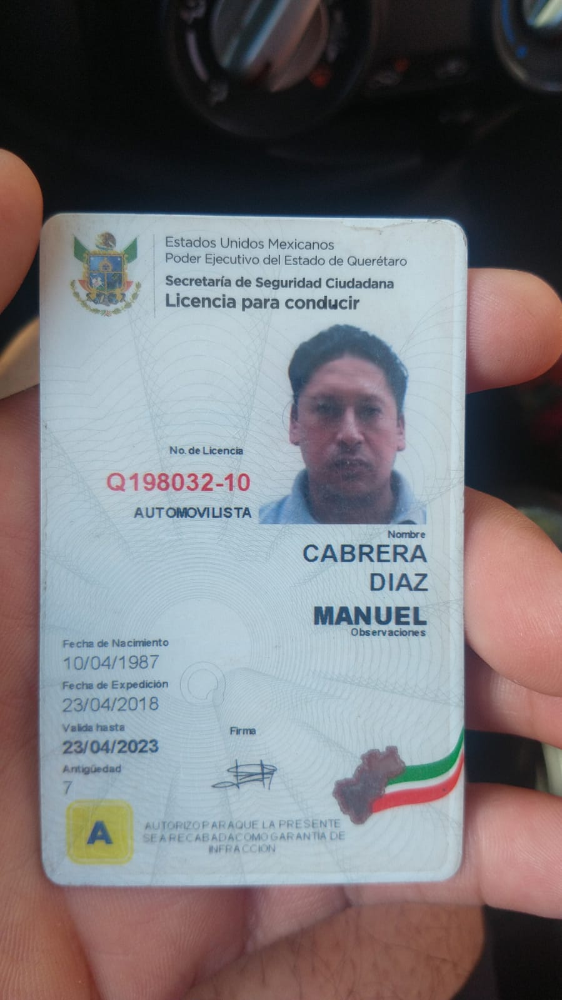 Estados Unidos Mexicanos
Poder Ejecutivo del Estado de Querétaro
Secretaría de Seguridad Ciudadana
Licencia para conducir
No. de Licencia
Q198032-10
AUTOMOVILISTA
Nombre
CABRERA
DIAZ
MANUEL
Observaciones
Fecha de Nacimiento
10/04/1987
Fecha de Expedición
23/04/2018
Valida hasta
23/04/2023
Antigüedad
7
Firma
A
AUTORIZO PARA QUE LA PRESENTE
SEA RECABADA COMO GARANTÍA DE
INFRACCIÓN